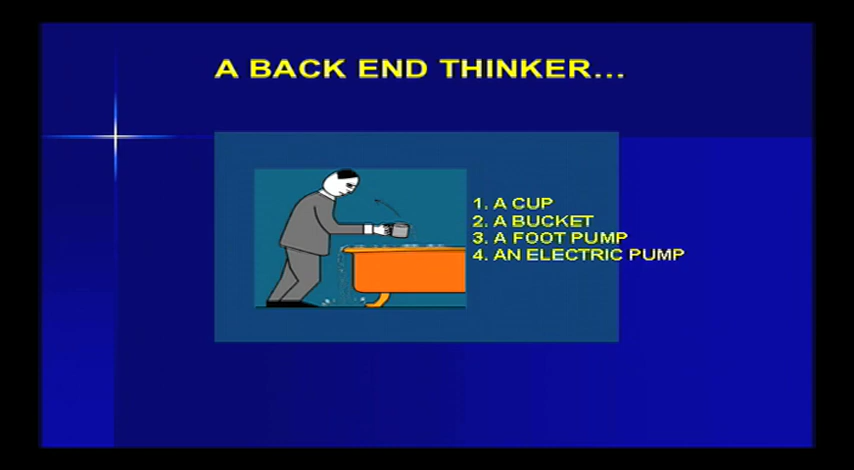 A BACK END THINKER...
1. A CUP
2. A BUCKET
3. A FOOT PUMP
4. AN ELECTRIC PUMP